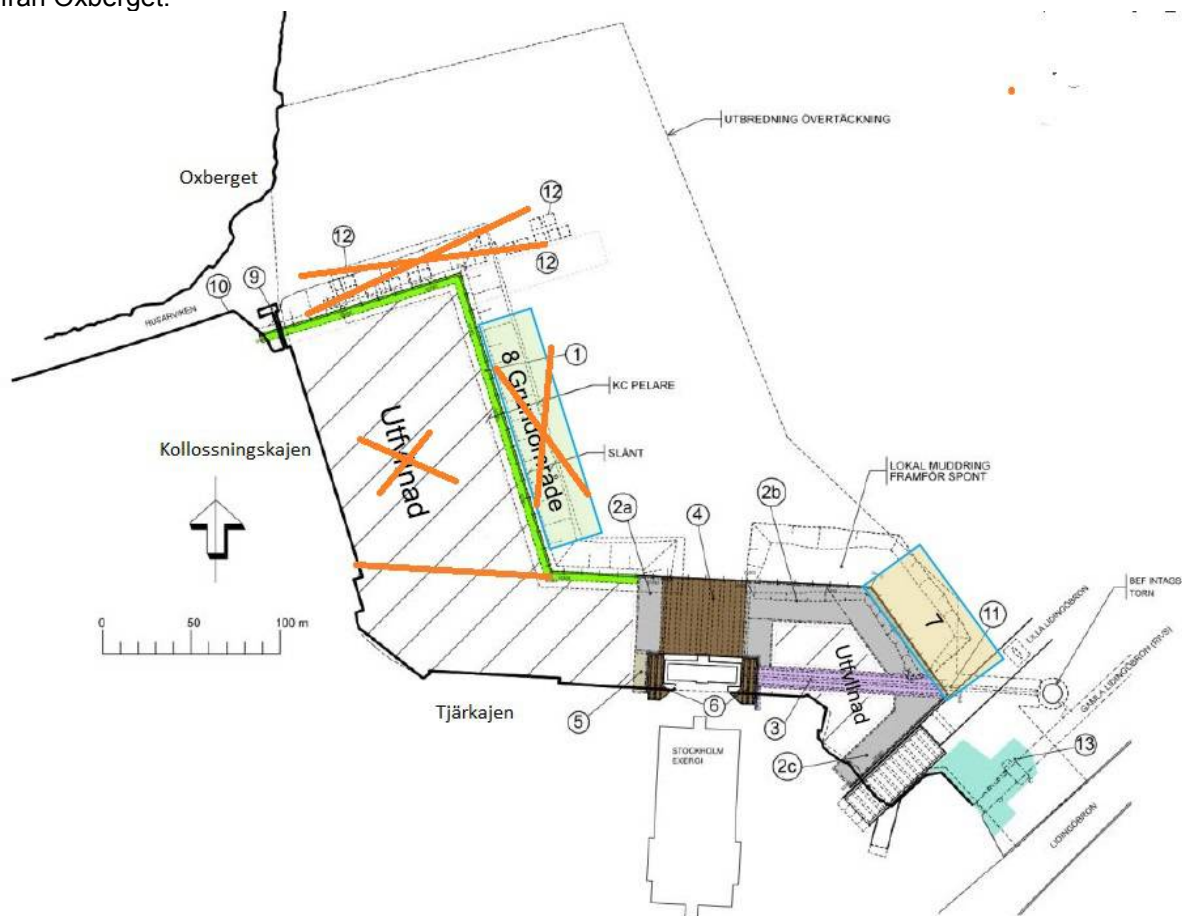 från Oxberget.
UTBREDNING ÖVERTÄCKNING
Oxberget
12
12
12
10
9
HUSARVIKEN
1
KC PELARE
8 Grundområde
Utfyllnad
Kollossningskajen
SLÄNT
LOKAL MUDDRING
FRAMFÖR SPONT
2a
4
2b
7
11
BEF INTAGS
TORN
LILLA LIDINGÖBRON
GAMLA LIDINGÖBRON
0
50
100 m
Utfyllnad
Tjärkajen
5
6
3
2c
13
STOCKHOLM
EXERGI
LIDINGÖBRON